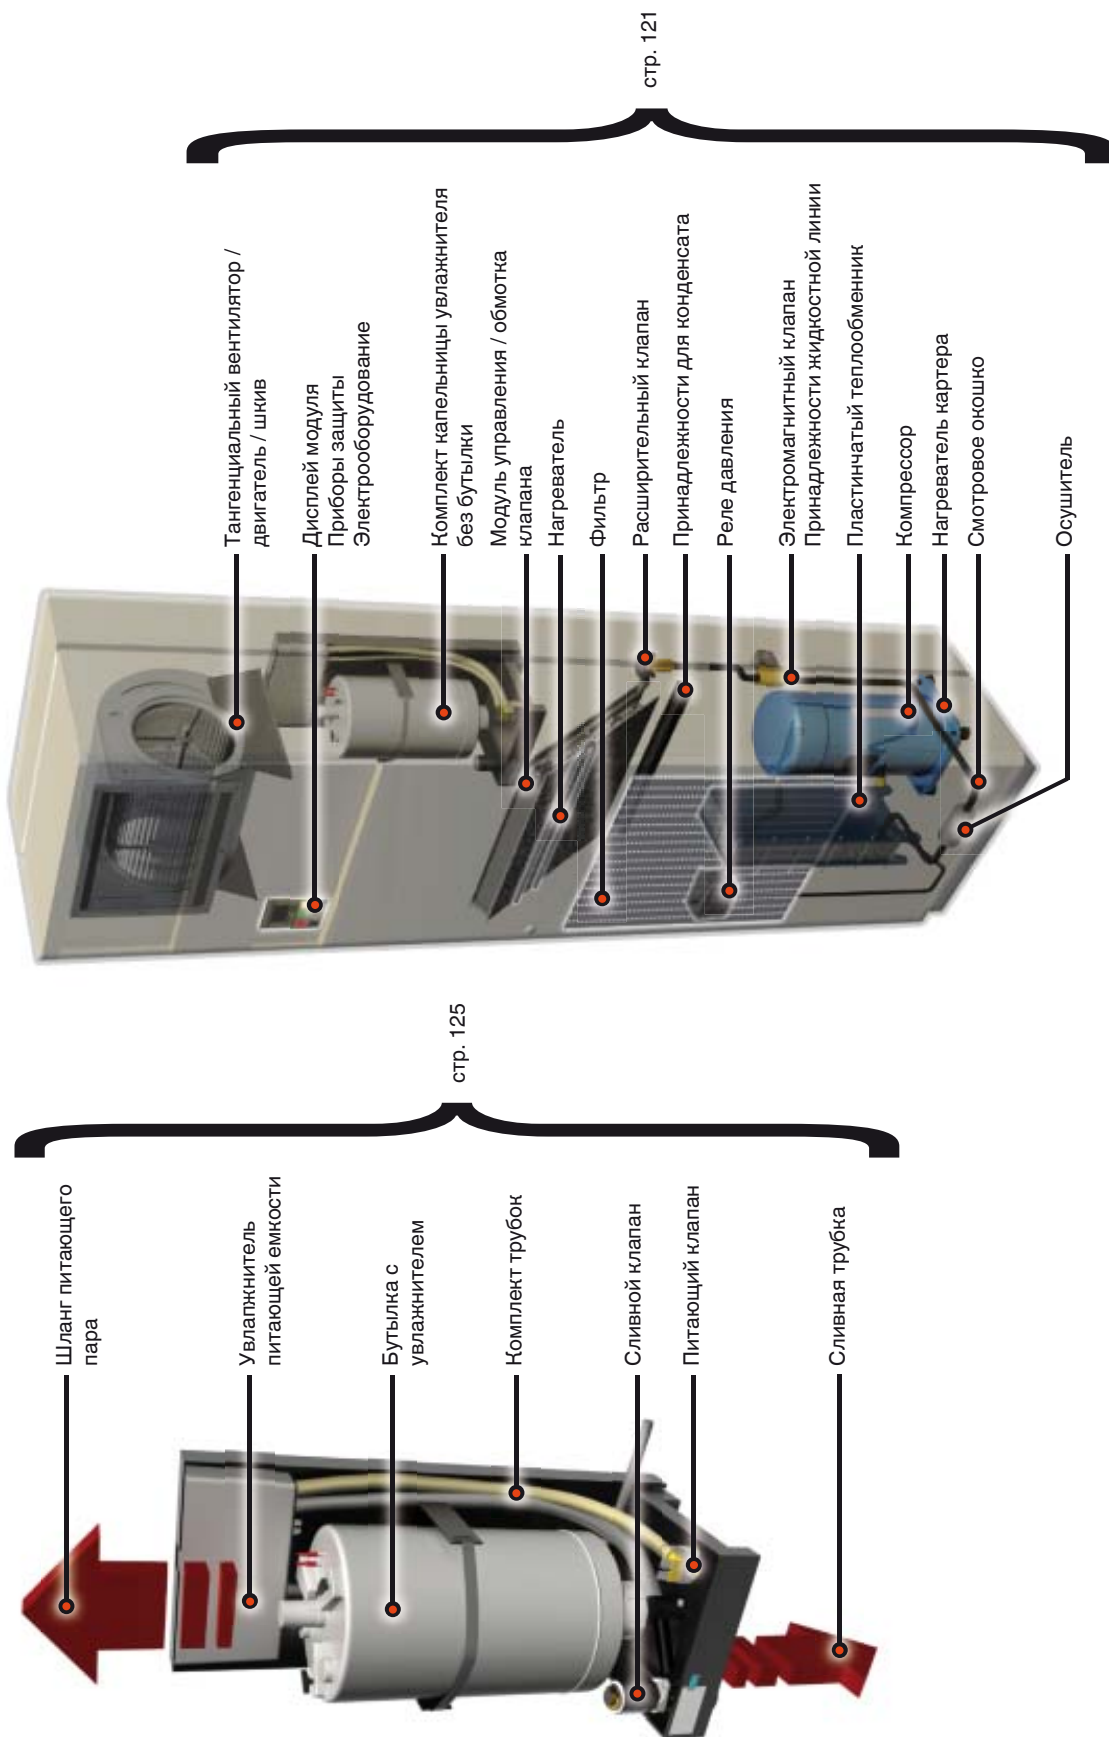 Шланг питающего
пара
Увлапжнитель
питающей емкости
Бутылка с
увлажнителем
Комплект трубок
Сливной клапан
Питающий клапан
Сливная трубка
стр. 125
Тангенциальный вентилятор /
двигатель / шкив
Дисплей модуля
Приборы защиты
Электрооборудование
Комплект капельницы увлажнителя
без бутылки
Модуль управления / обмотка
клапана
Нагреватель
Фильтр
Расширительный клапан
Принадлежности для конденсата
Реле давления
Электромагнитный клапан
Принадлежности жидкостной линии
Пластинчатый теплообменник
Компрессор
Нагреватель картера
Смотровое окошко
Осушитель
стр. 121